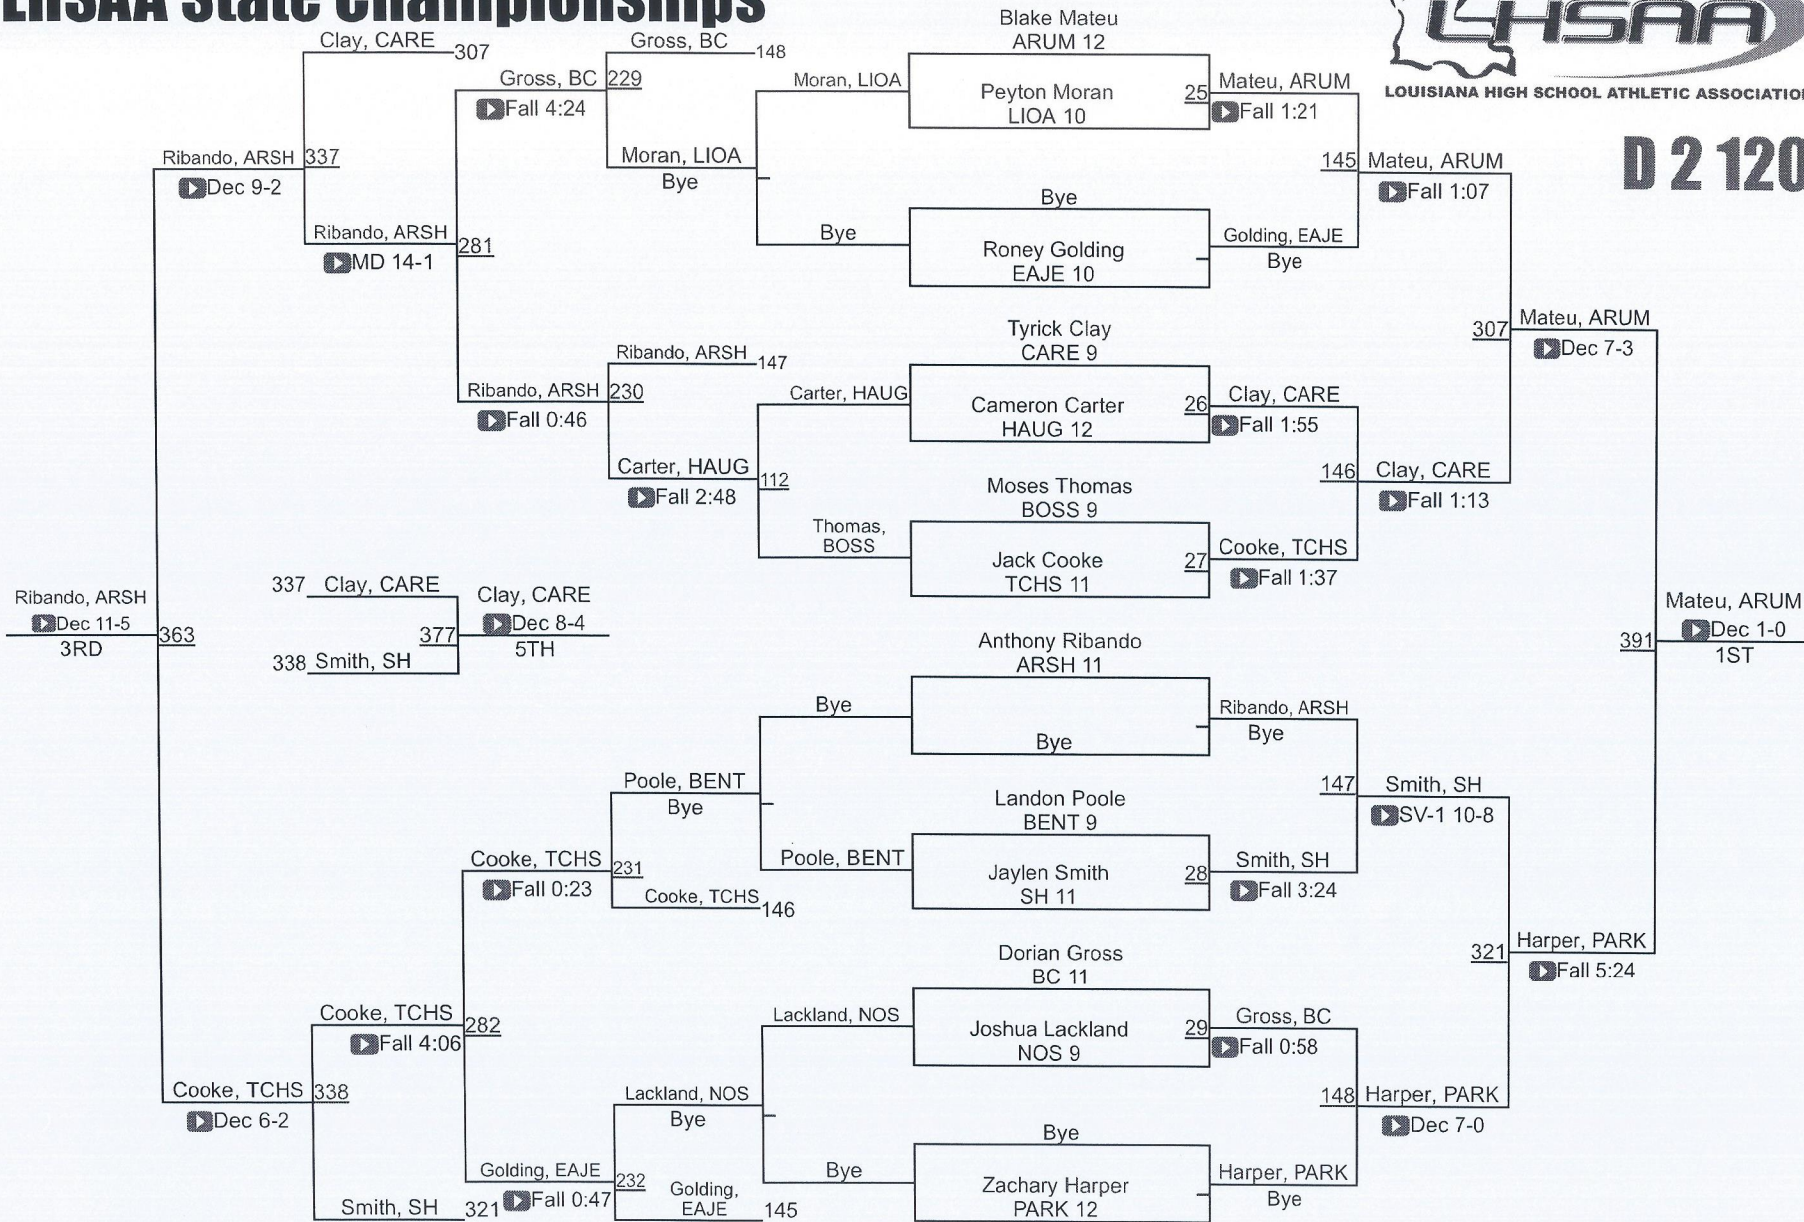 LHSAA State Championships
LHSAA
LOUISIANA HIGH SCHOOL ATHLETIC ASSOCIATION
D 2 120
Clay, CARE
307
Ribando, ARSH
337
Dec 9-2
Ribando, ARSH
281
MD 14-1
Gross, BC
229
Fall 4:24
Gross, BC
148
Moran, LIOA
Bye
Moran, LIOA
Bye
Ribando, ARSH
230
Fall 0:46
Ribando, ARSH
147
Carter, HAUG
112
Fall 2:48
Carter, HAUG
Thomas,
BOSS
Ribando, ARSH
Dec 11-5
363
3RD
337 Clay, CARE
338 Smith, SH
377
Clay, CARE
Dec 8-4
5TH
Bye
Poole, BENT
Bye
Poole, BENT
Cooke, TCHS
231
Fall 0:23
Cooke, TCHS
146
Cooke, TCHS
282
Fall 4:06
Cooke, TCHS
338
Dec 6-2
Smith, SH
321
Golding, EAJE
232
Fall 0:47
Lackland, NOS
Lackland, NOS
Bye
Bye
Golding,
EAJE
145
Blake Mateu
ARUM 12
Peyton Moran
LIOA 10
25
Mateu, ARUM
Fall 1:21
Bye
Roney Golding
EAJE 10
Golding, EAJE
Bye
145
Mateu, ARUM
Fall 1:07
Tyrick Clay
CARE 9
Cameron Carter
HAUG 12
26
Clay, CARE
Fall 1:55
Moses Thomas
BOSS 9
Jack Cooke
TCHS 11
27
Cooke, TCHS
Fall 1:37
146
Clay, CARE
Fall 1:13
307
Mateu, ARUM
Dec 7-3
Anthony Ribando
ARSH 11
Bye
Ribando, ARSH
Bye
Landon Poole
BENT 9
Jaylen Smith
SH 11
28
Smith, SH
Fall 3:24
147
Smith, SH
SV-1 10-8
Dorian Gross
BC 11
Joshua Lackland
NOS 9
29
Gross, BC
Fall 0:58
Bye
Zachary Harper
PARK 12
Harper, PARK
Bye
148
Harper, PARK
Dec 7-0
321
Harper, PARK
Fall 5:24
391
Mateu, ARUM
Dec 1-0
1ST